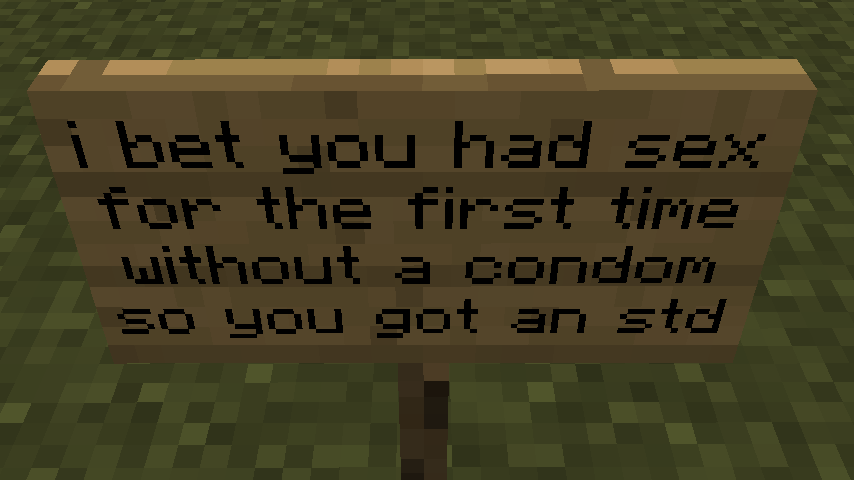 i bet you had sex
for the first time
without a condom
so you got an std